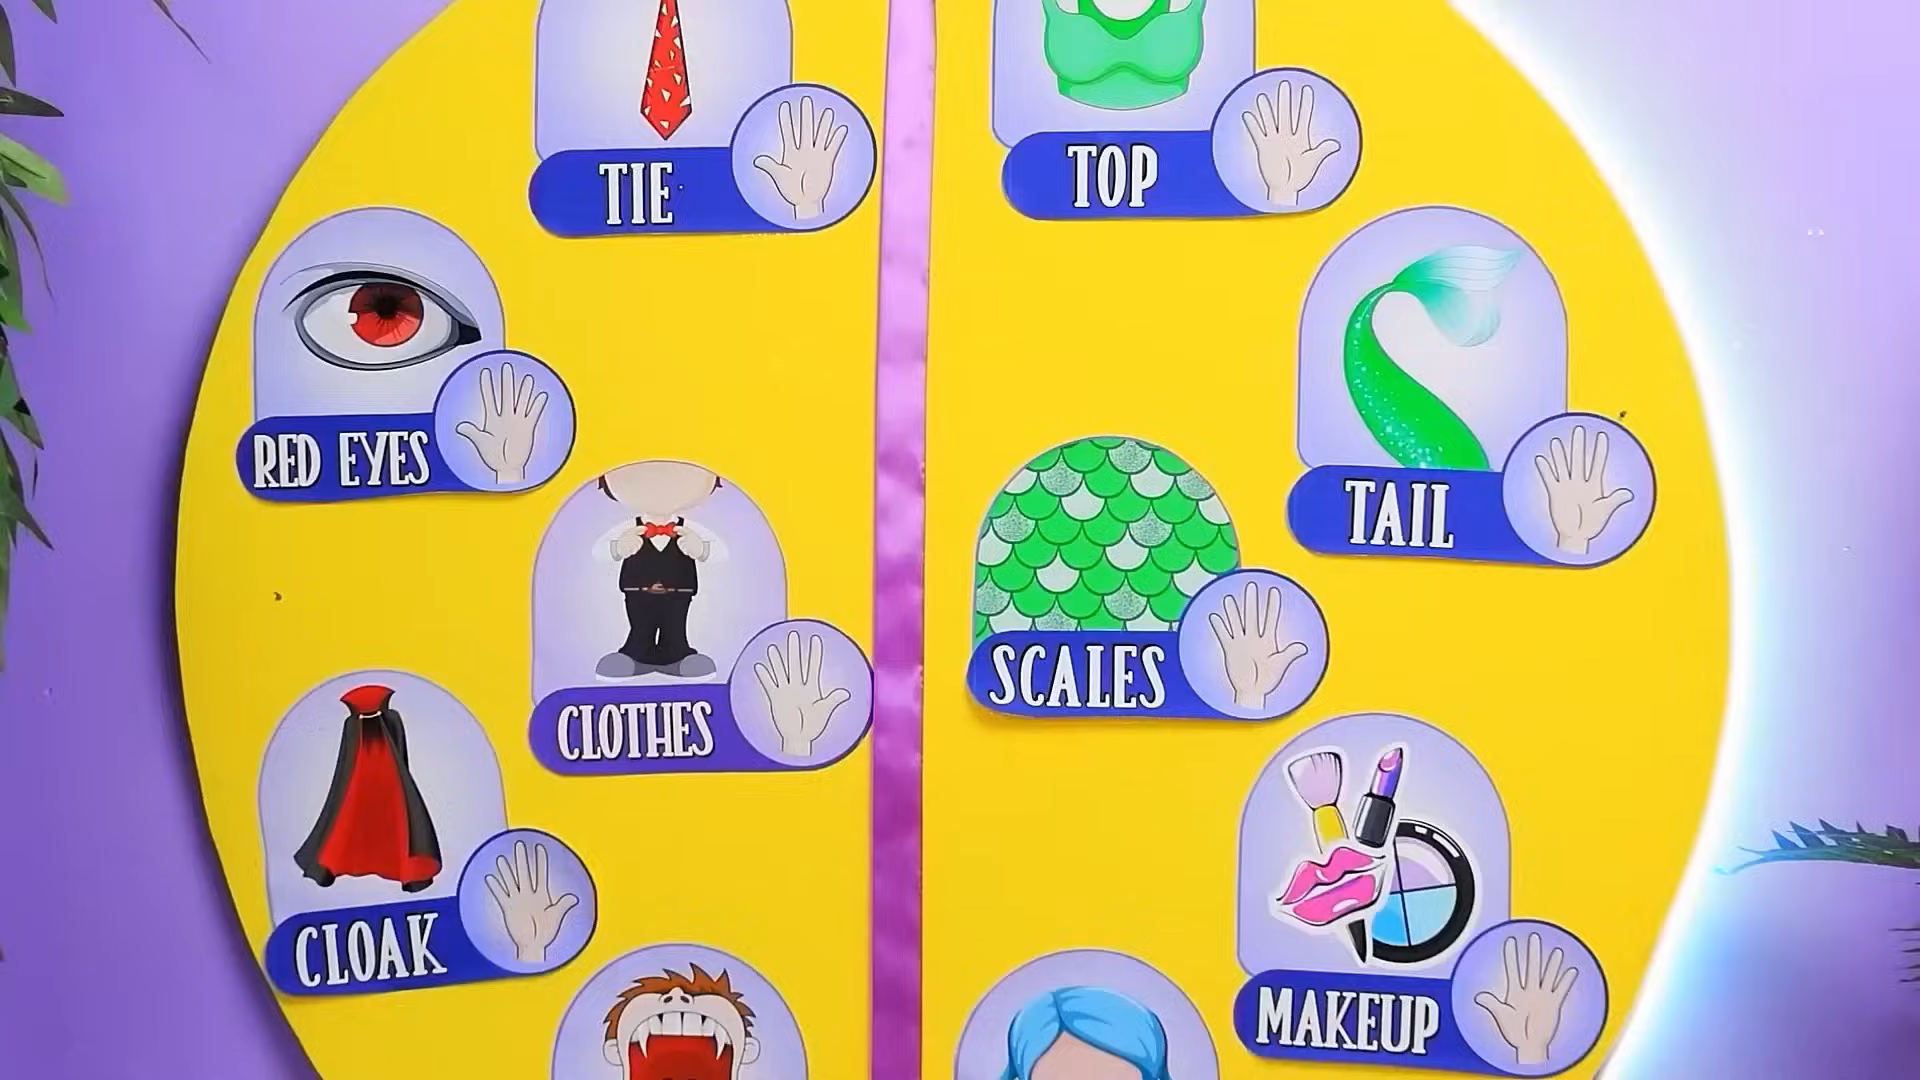 TIE
TOP
RED EYES
TAIL
CLOTHES
SCALES
CLOAK
MAKEUP